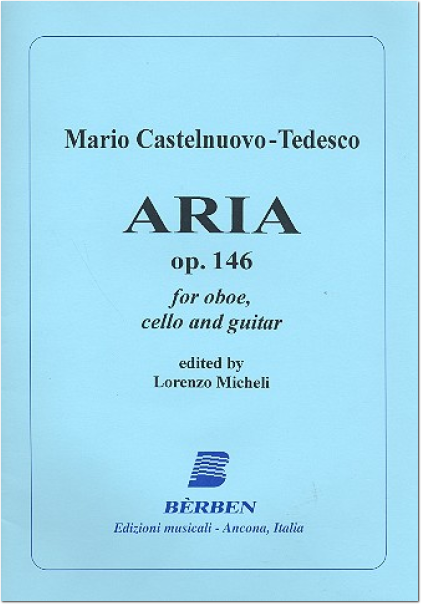 Mario Castelnuovo-Tedesco
ARIA
op. 146
for oboe,
cello and guitar
edited by
Lorenzo Micheli
BÈRBEN
Edizioni musicali - Ancona, Italia